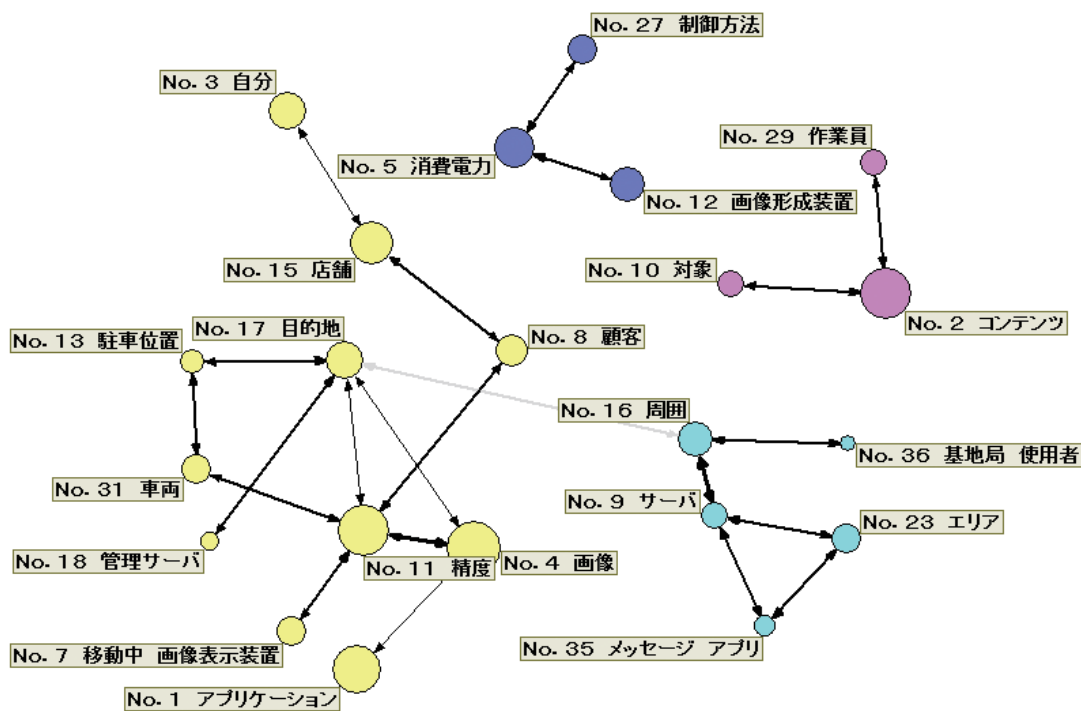 No. 27 制御方法
No. 3 自分
No. 29 作業員
No. 5 消費電力
No. 12 画像形成装置
No. 15 店舗
No. 10 対象
No. 2 コンテンツ
No. 17 目的地
No. 13 駐車位置
No. 8 顧客
No. 16 周囲
No. 36 基地局 使用者
No. 31 車両
No. 9 サーバ
No. 23 エリア
No. 18 管理サーバ
No. 11 精度
No. 4 画像
No. 35 メッセージ アプリ
No. 7 移動中 画像表示装置
No. 1 アプリケーション